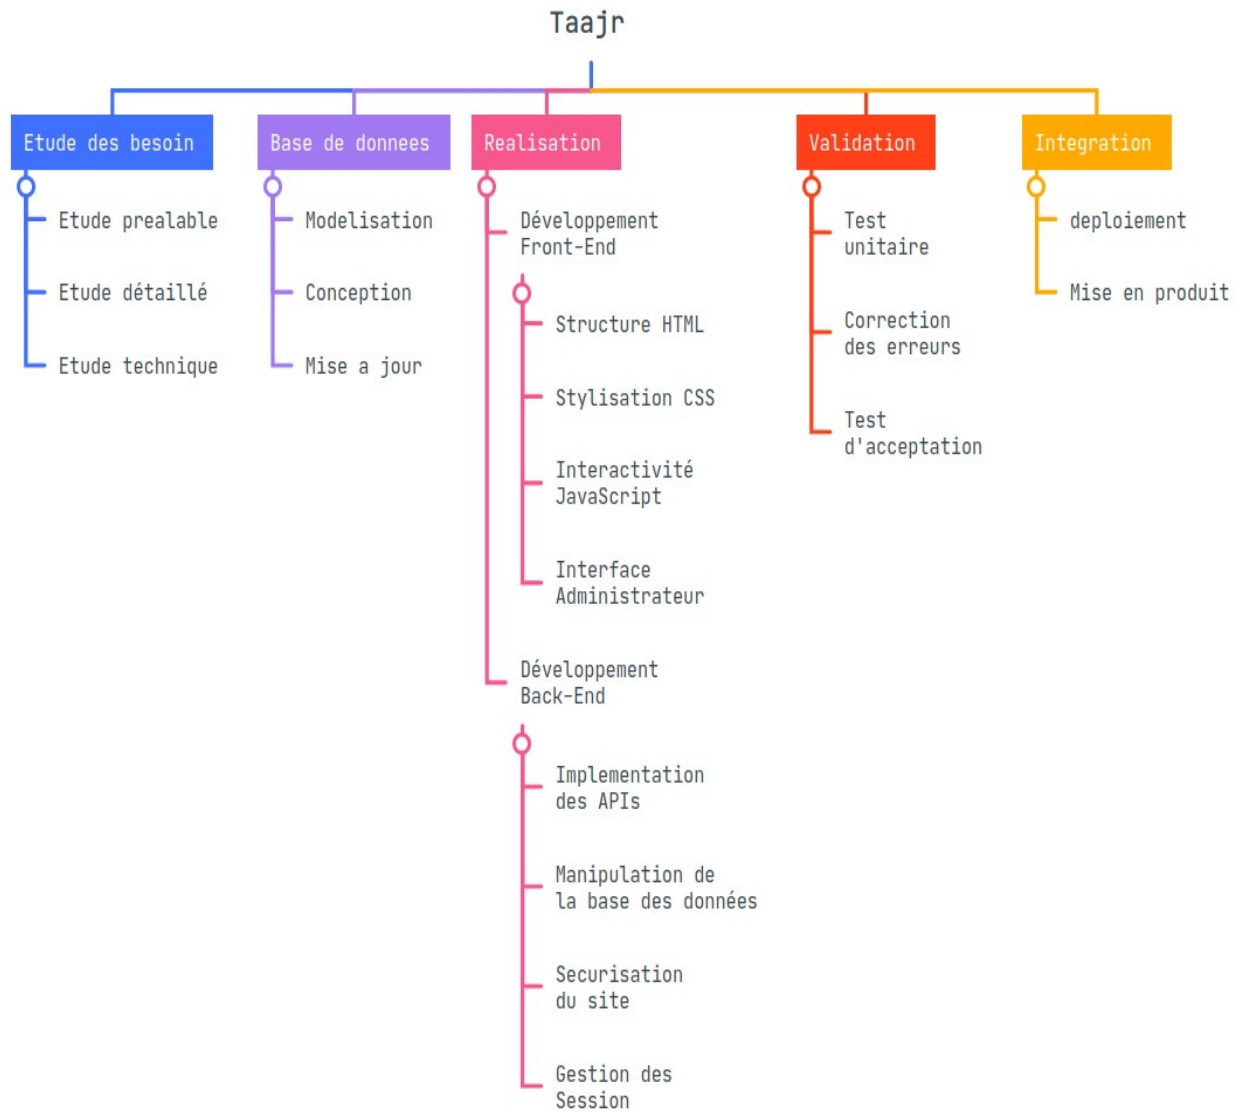 Taajr
Etude des besoin
Etude prealable
Etude détaillé
Etude technique
Base de donnees
Modelisation
Conception
Mise a jour
Realisation
Développement
Front-End
Structure HTML
Stylisation CSS
Interactivité
JavaScript
Interface
Administrateur
Développement
Back-End
Implementation
des APIs
Manipulation de
la base des données
Securisation
du site
Gestion des
Session
Validation
Test
unitaire
Correction
des erreurs
Test
d'acceptation
Integration
deploiement
Mise en produit